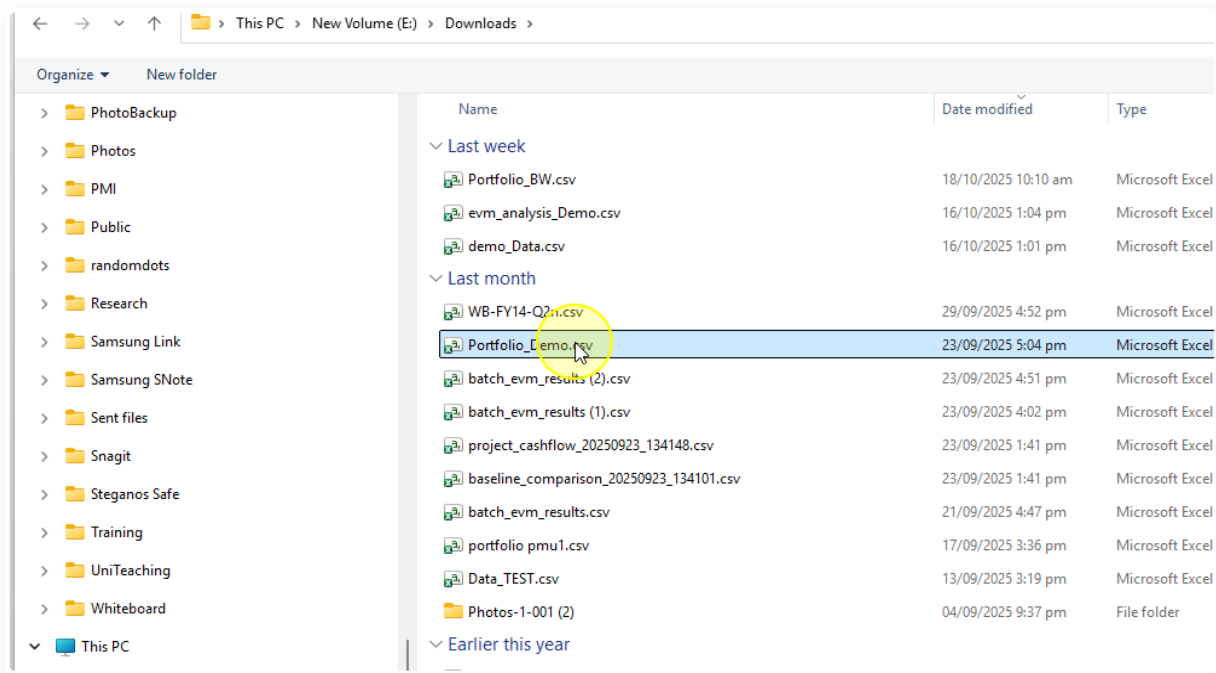 This PC > New Volume (E:) > Downloads >
Organize New folder
PhotoBackup
Photos
PMI
Public
randomdots
Research
Samsung Link
Samsung SNote
Sent files
Snagit
Steganos Safe
Training
UniTeaching
Whiteboard
This PC
Name Date modified Type
Last week
Portfolio_BW.csv 18/10/2025 10:10 am Microsoft Excel
evm_analysis_Demo.csv 16/10/2025 1:04 pm Microsoft Excel
demo_Data.csv 16/10/2025 1:01 pm Microsoft Excel
Last month
WB-FY14-Q2n.csv 29/09/2025 4:52 pm Microsoft Excel
Portfolio_Demo.csv 23/09/2025 5:04 pm Microsoft Excel
batch_evm_results (2).csv 23/09/2025 4:51 pm Microsoft Excel
batch_evm_results (1).csv 23/09/2025 4:02 pm Microsoft Excel
project_cashflow_20250923_134148.csv 23/09/2025 1:41 pm Microsoft Excel
baseline_comparison_20250923_134101.csv 23/09/2025 1:41 pm Microsoft Excel
batch_evm_results.csv 21/09/2025 4:47 pm Microsoft Excel
portfolio pmu1.csv 17/09/2025 3:36 pm Microsoft Excel
Data_TEST.csv 13/09/2025 3:19 pm Microsoft Excel
Photos-1-001 (2) 04/09/2025 9:37 pm File folder
Earlier this year